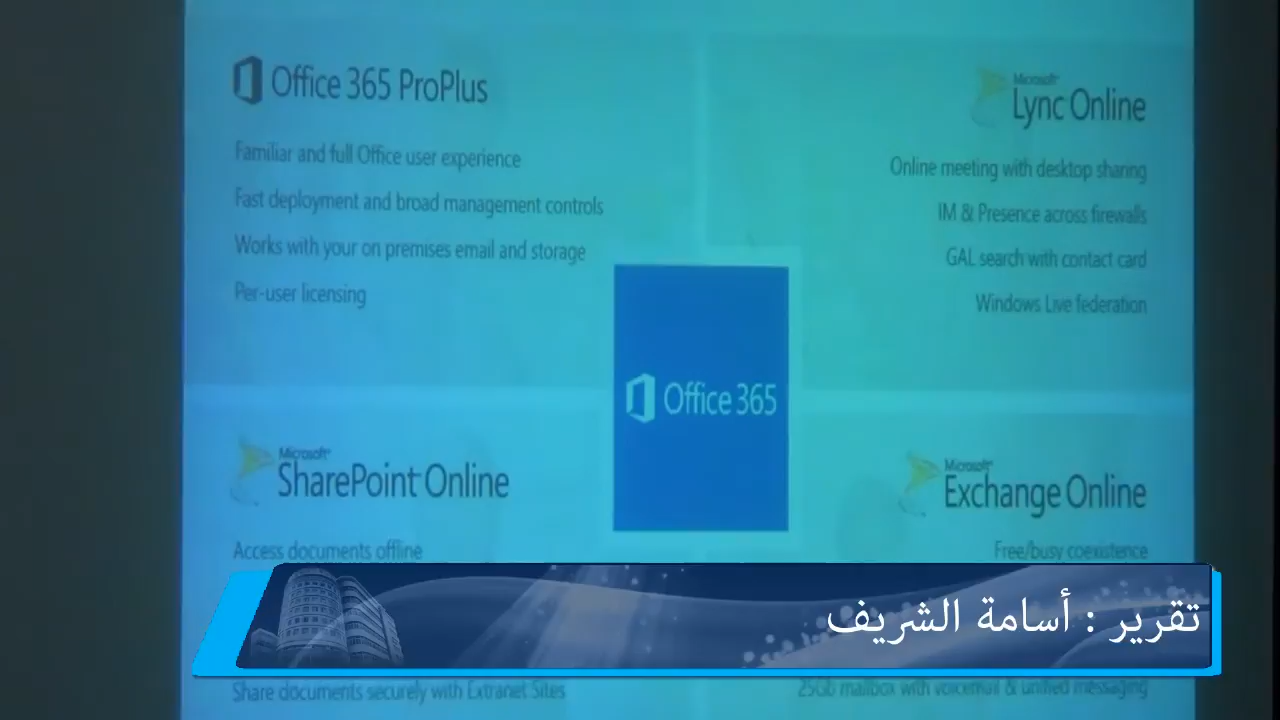 Office 365 ProPlus
Familiar and full Office user experience
Fast deployment and broad management controls
Works with your on premises email and storage
Per-user licensing
Microsoft®
Lync Online
Online meeting with desktop sharing
IM & Presence across firewalls
GAL search with contact card
Windows Live federation
Office 365
Microsoft®
SharePoint Online
Access documents offline
Share documents securely with Extranet Sites
Microsoft®
Exchange Online
Free/busy coexistence
25Gb mailbox with voicemail & unified messaging
تقرير : أسامة الشريف